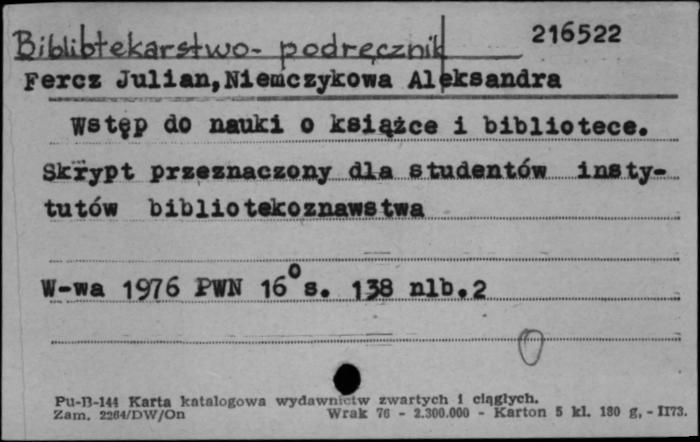 Bibliotekarstwo - podręcznik
216522
Fercz Julian,Niemczykowa Aleksandra
Wstęp do nauki o książce i bibliotece.
Skrypt przeznaczony dla studentów insty-
tutów bibliotekoznawstwa
W-wa 1976 PWN 16° s. 138 nlb.2
Pu-B-144 Karta katalogowa wydawnictw zwartych i ciągłych.
Zam. 2264/DW/On Wrak 76 - 2.300.000 - Karton 5 kl. 180 g. - II73.